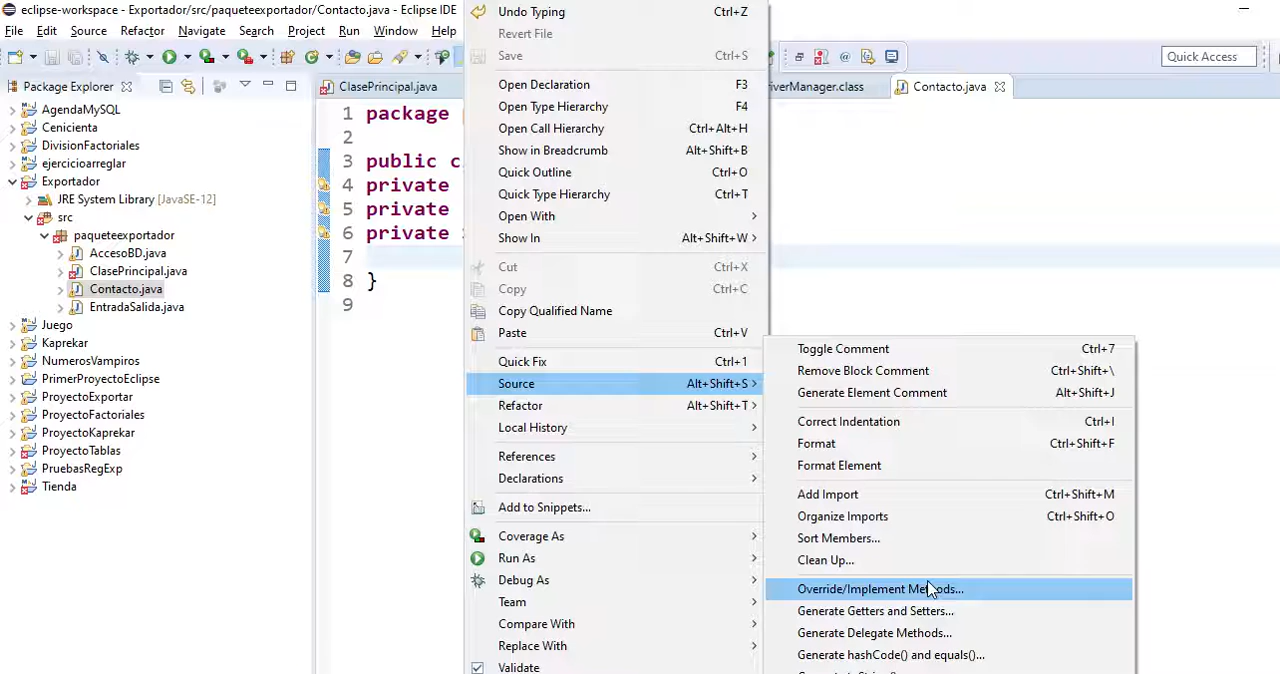 eclipse-workspace - Exportador/src/paqueteexportador/Contacto.java - Eclipse IDE
File Edit Source Refactor Navigate Search Project Run Window Help
Quick Access
Package Explorer
AgendaMySQL
Cenicienta
DivisionFactoriales
ejercicioarreglar
Exportador
JRE System Library [JavaSE-12]
src
paqueteexportador
AccesoBD.java
ClasePrincipal.java
Contacto.java
EntradaSalida.java
Juego
Kaprekar
NumerosVampiros
PrimerProyectoEclipse
ProyectoExportar
ProyectoFactoriales
ProyectoKaprekar
ProyectoTablas
PruebasRegExp
Tienda
ClasePrincipal.java
verManager.class
Contacto.java
1 package
2
3 public c
4 private
5 private
6 private
7
8 }
9
Undo Typing Ctrl+Z
Revert File
Save Ctrl+S
Open Declaration F3
Open Type Hierarchy F4
Open Call Hierarchy Ctrl+Alt+H
Show in Breadcrumb Alt+Shift+B
Quick Outline Ctrl+O
Quick Type Hierarchy Ctrl+T
Open With
Show In Alt+Shift+W
Cut Ctrl+X
Copy Ctrl+C
Copy Qualified Name
Paste Ctrl+V
Quick Fix Ctrl+1
Source Alt+Shift+S
Refactor Alt+Shift+T
Local History
References
Declarations
Add to Snippets...
Coverage As
Run As
Debug As
Team
Compare With
Replace With
Validate
Toggle Comment Ctrl+7
Remove Block Comment Ctrl+Shift+\
Generate Element Comment Alt+Shift+J
Correct Indentation Ctrl+I
Format Ctrl+Shift+F
Format Element
Add Import Ctrl+Shift+M
Organize Imports Ctrl+Shift+O
Sort Members...
Clean Up...
Override/Implement Methods...
Generate Getters and Setters...
Generate Delegate Methods...
Generate hashCode() and equals()...